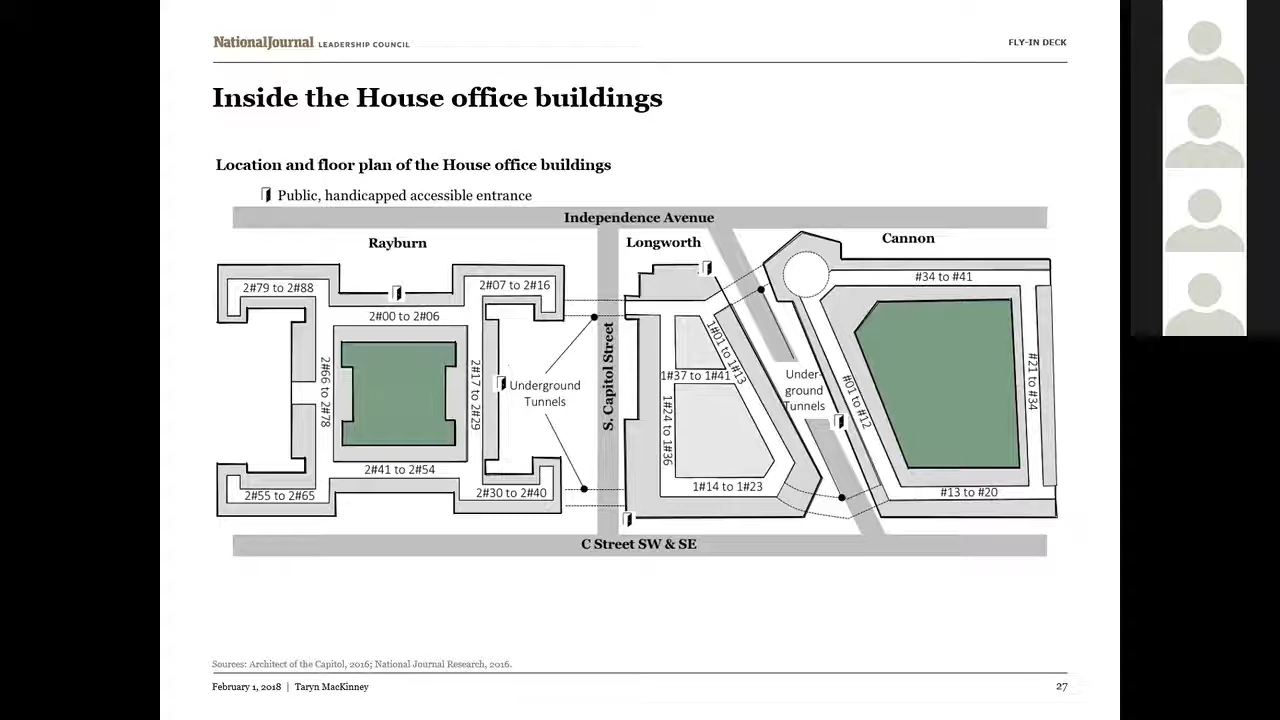 NationalJournal LEADERSHIP COUNCIL
FLY-IN DECK
Inside the House office buildings
Location and floor plan of the House office buildings
Public, handicapped accessible entrance
Independence Avenue
Rayburn
Longworth
Cannon
2#79 to 2#88
2#07 to 2#16
#34 to #41
2#00 to 2#06
2#66 to 2#78
2#17 to 2#29
Underground
Tunnels
S. Capitol Street
1#01 to 1#13
1#37 to 1#41
1#24 to 1#36
Under-
ground
Tunnels
#01 to #12
#21 to #34
2#41 to 2#54
2#55 to 2#65
2#30 to 2#40
1#14 to 1#23
#13 to #20
C Street SW & SE
Sources: Architect of the Capitol, 2016; National Journal Research, 2016.
February 1, 2018 | Taryn MacKinney
27